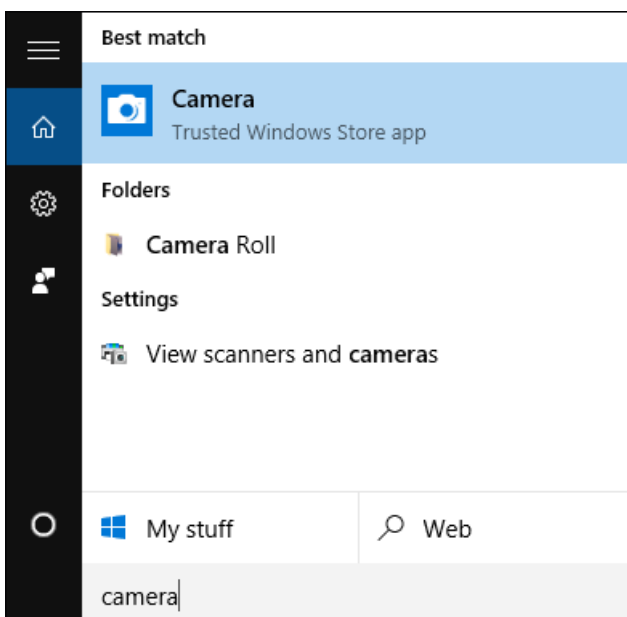 Best match
Camera
Trusted Windows Store app
Folders
Camera Roll
Settings
View scanners and cameras
My stuff
Web
camera